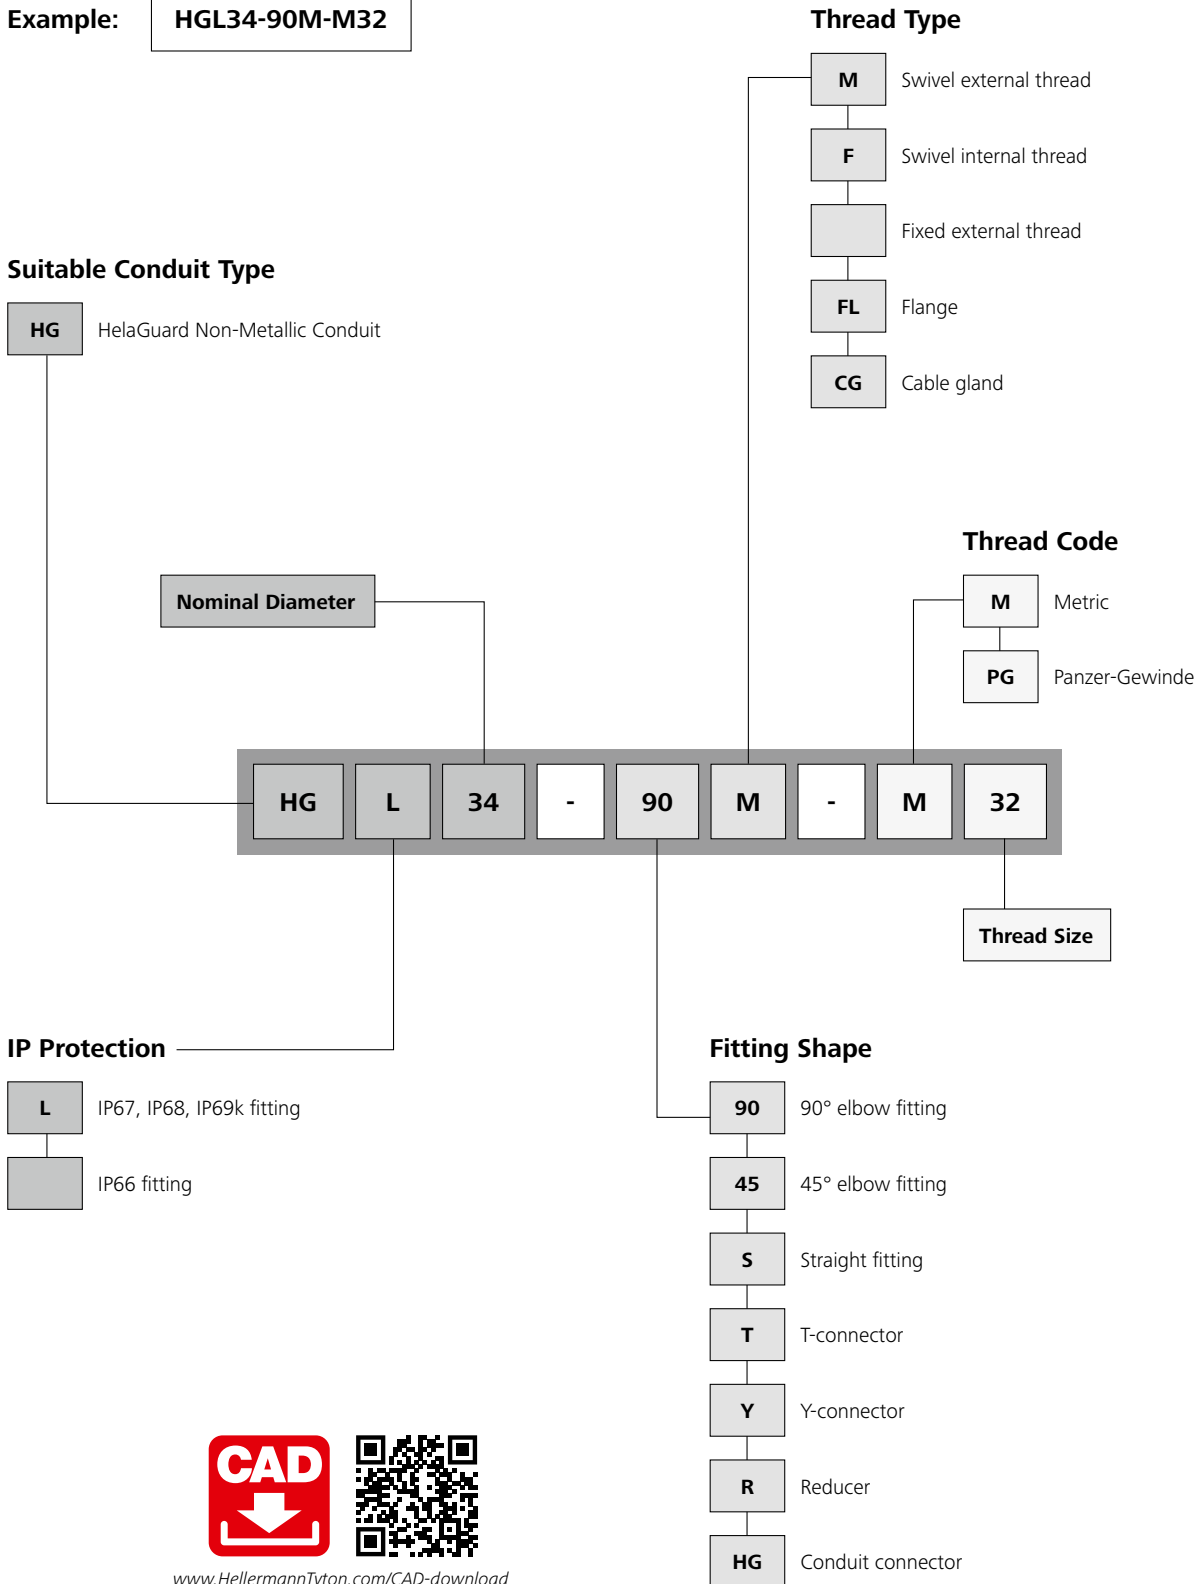 Example:
HGL34-90M-M32
Thread Type
M Swivel external thread
F Swivel internal thread
Fixed external thread
FL Flange
CG Cable gland
Suitable Conduit Type
HG HelaGuard Non-Metallic Conduit
Thread Code
M Metric
PG Panzer-Gewinde
Nominal Diameter
HG L 34 - 90 M - M 32
Thread Size
IP Protection
L IP67, IP68, IP69k fitting
IP66 fitting
Fitting Shape
90 90° elbow fitting
45 45° elbow fitting
S Straight fitting
T T-connector
Y Y-connector
R Reducer
HG Conduit connector
CAD
www.HellermannTyton.com/CAD-download